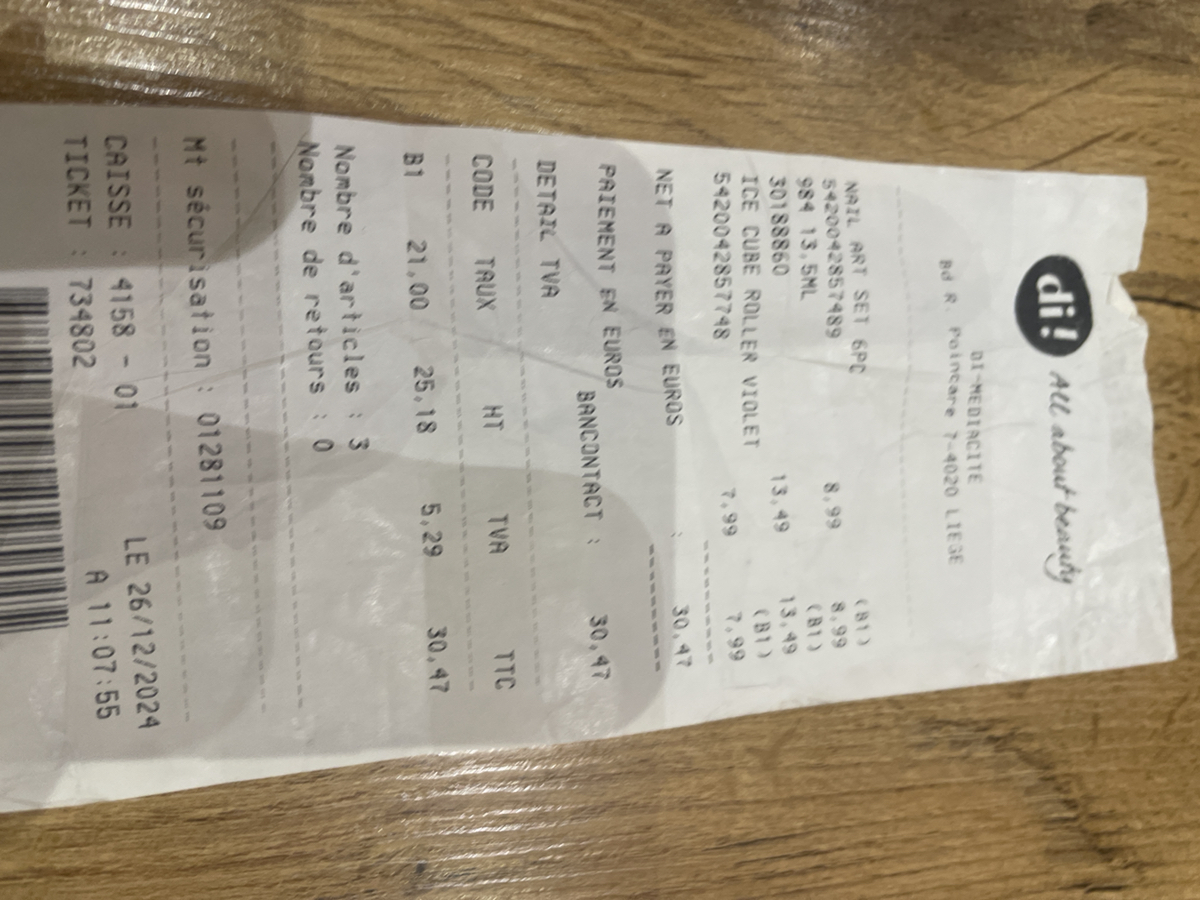 di! All about beauty
DI-MEDIACITE
Bd R. Poincare 7-4020 LIEGE
NAIL ART SET 6PC (B1)
5420042857489 8,99 8,99
984 13,5ML (B1)
30188860 13,49 13,49
ICE CUBE ROLLER VIOLET (B1)
5420042857748 7,99 7,99
NET A PAYER EN EUROS : 30,47
PAIEMENT EN EUROS
BANCONTACT : 30,47
DETAIL TVA
CODE TAUX HT TVA TTC
B1 21,00 25,18 5,29 30,47
Nombre d'articles : 3
Nombre de retours : 0
Mt sécurisation : 01281109
CAISSE : 4158 - 01 LE 26/12/2024
TICKET : 734802 A 11:07:55